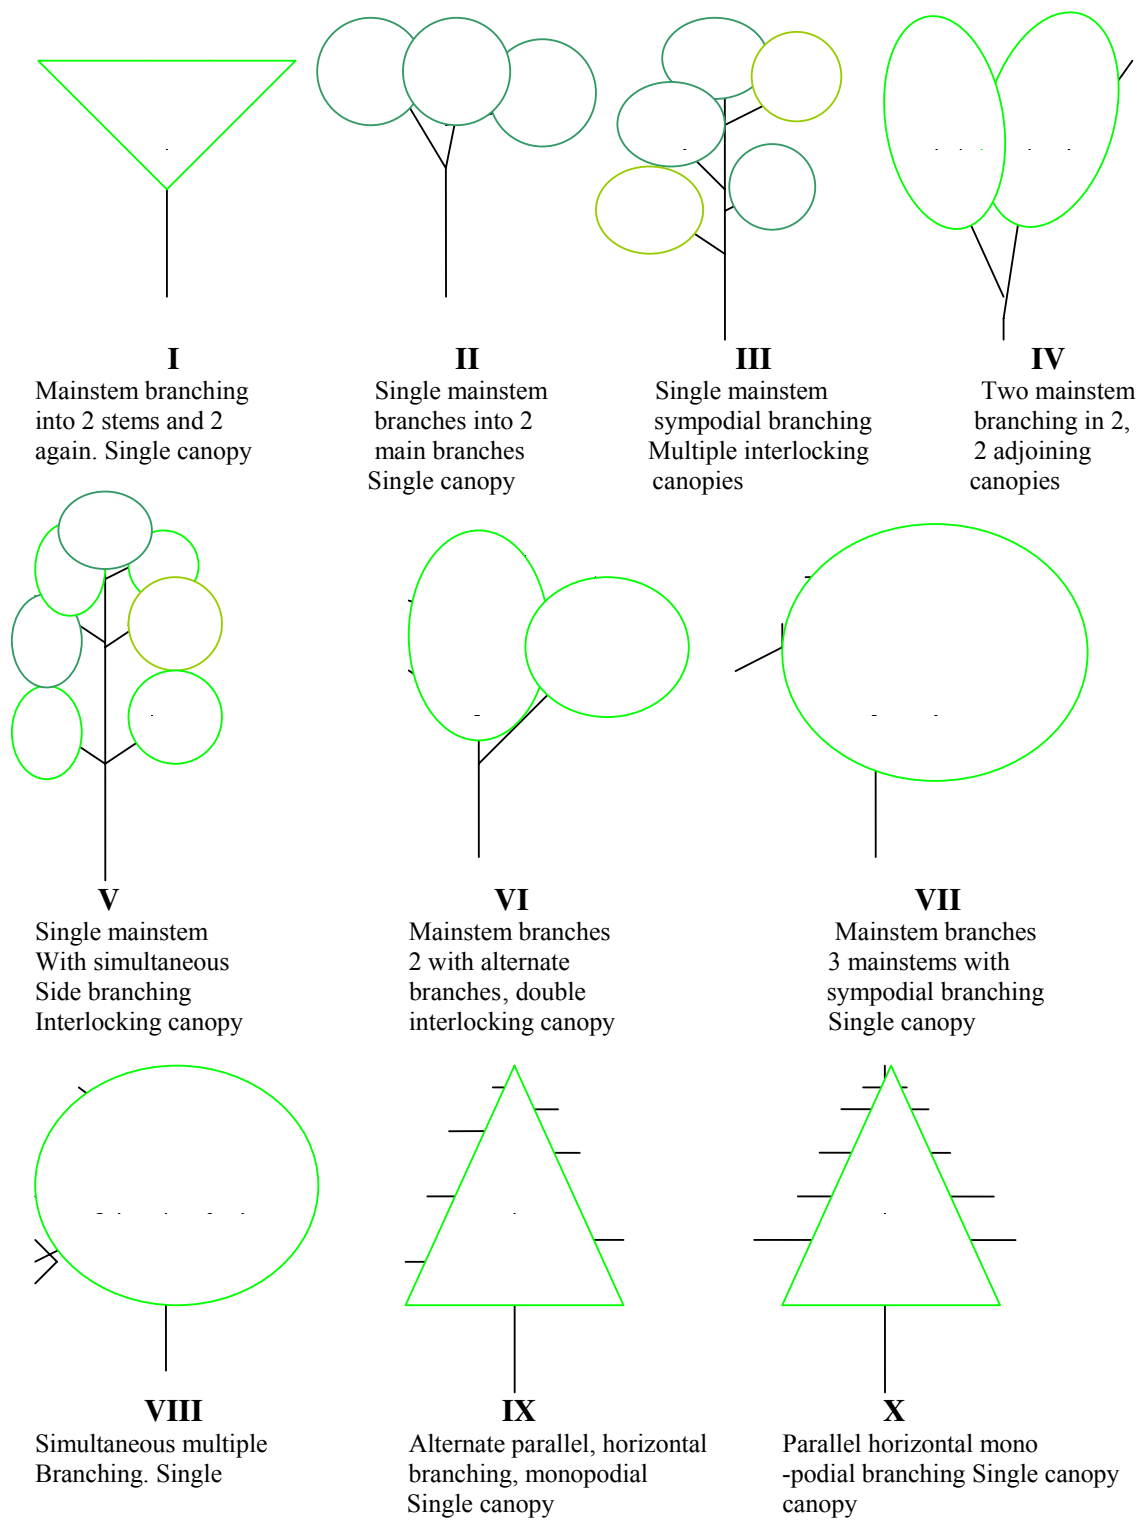 I
Mainstem branching
into 2 stems and 2
again. Single canopy
II
Single mainstem
branches into 2
main branches
Single canopy
III
Single mainstem
sympodial branching
Multiple interlocking
canopies
IV
Two mainstem
branching in 2,
2 adjoining
canopies
V
Single mainstem
With simultaneous
Side branching
Interlocking canopy
VI
Mainstem branches
2 with alternate
branches, double
interlocking canopy
VII
Mainstem branches
3 mainstems with
sympodial branching
Single canopy
VIII
Simultaneous multiple
Branching. Single
IX
Alternate parallel, horizontal
branching, monopodial
Single canopy
X
Parallel horizontal mono
-podial branching Single canopy
canopy